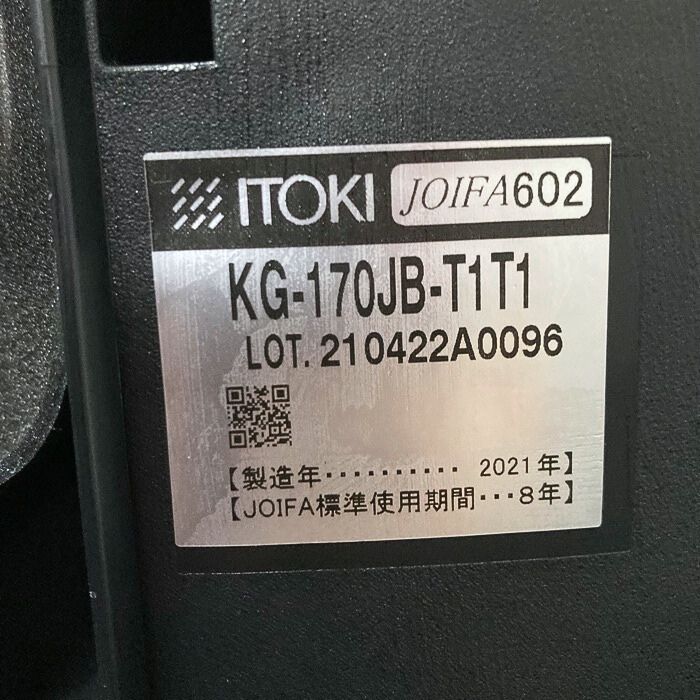 ITOKI JOIFA602
KG-170JB-T1T1
LOT. 210422A0096
【製造年・・・・・・・・・・ 2021年】
【JOIFA標準使用期間・・・8年】